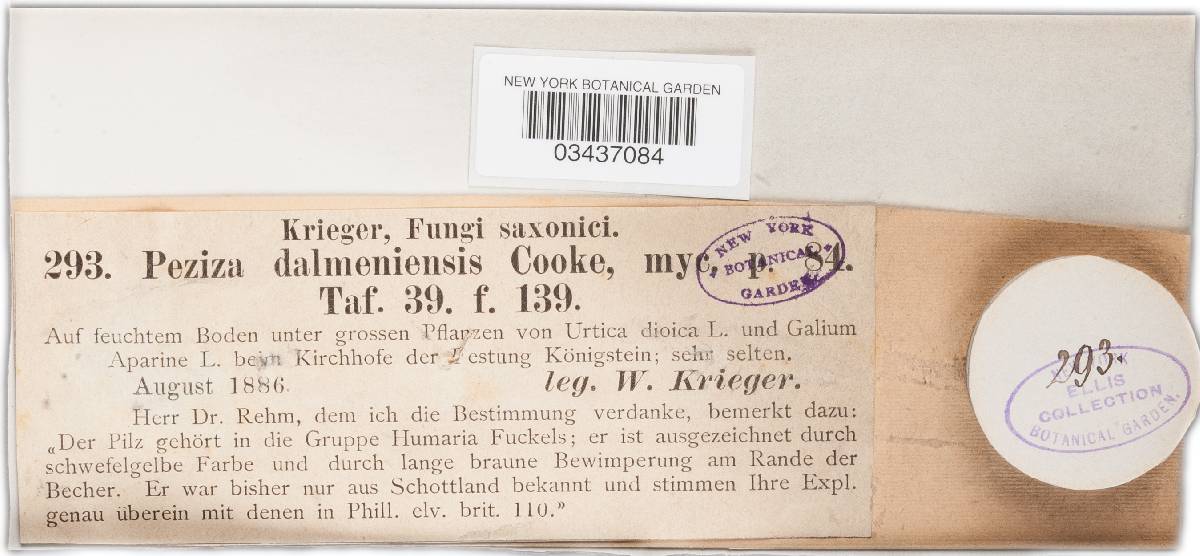 NEW YORK BOTANICAL GARDEN
03437084
Krieger, Fungi saxonici.
293. Peziza dalmeniensis Cooke, myc. p. 84.
Taf. 39. f. 139.
NEW YORK
BOTANICAL
GARDEN
Auf feuchtem Boden unter grossen Pflanzen von Urtica dioica L. und Galium
Aparine L. beym Kirchhofe der Festung Königstein; sehr selten.
August 1886. leg. W. Krieger.
Herr Dr. Rehm, dem ich die Bestimmung verdanke, bemerkt dazu:
„Der Pilz gehört in die Gruppe Humaria Fuckels; er ist ausgezeichnet durch
schwefelgelbe Farbe und durch lange braune Bewimperung am Rande der
Becher. Er war bisher nur aus Schottland bekannt und stimmen Ihre Expl.
genau überein mit denen in Phill. elv. brit. 110.”
293.
NEW YORK
ELLIS
COLLECTION
BOTANICAL GARDEN.